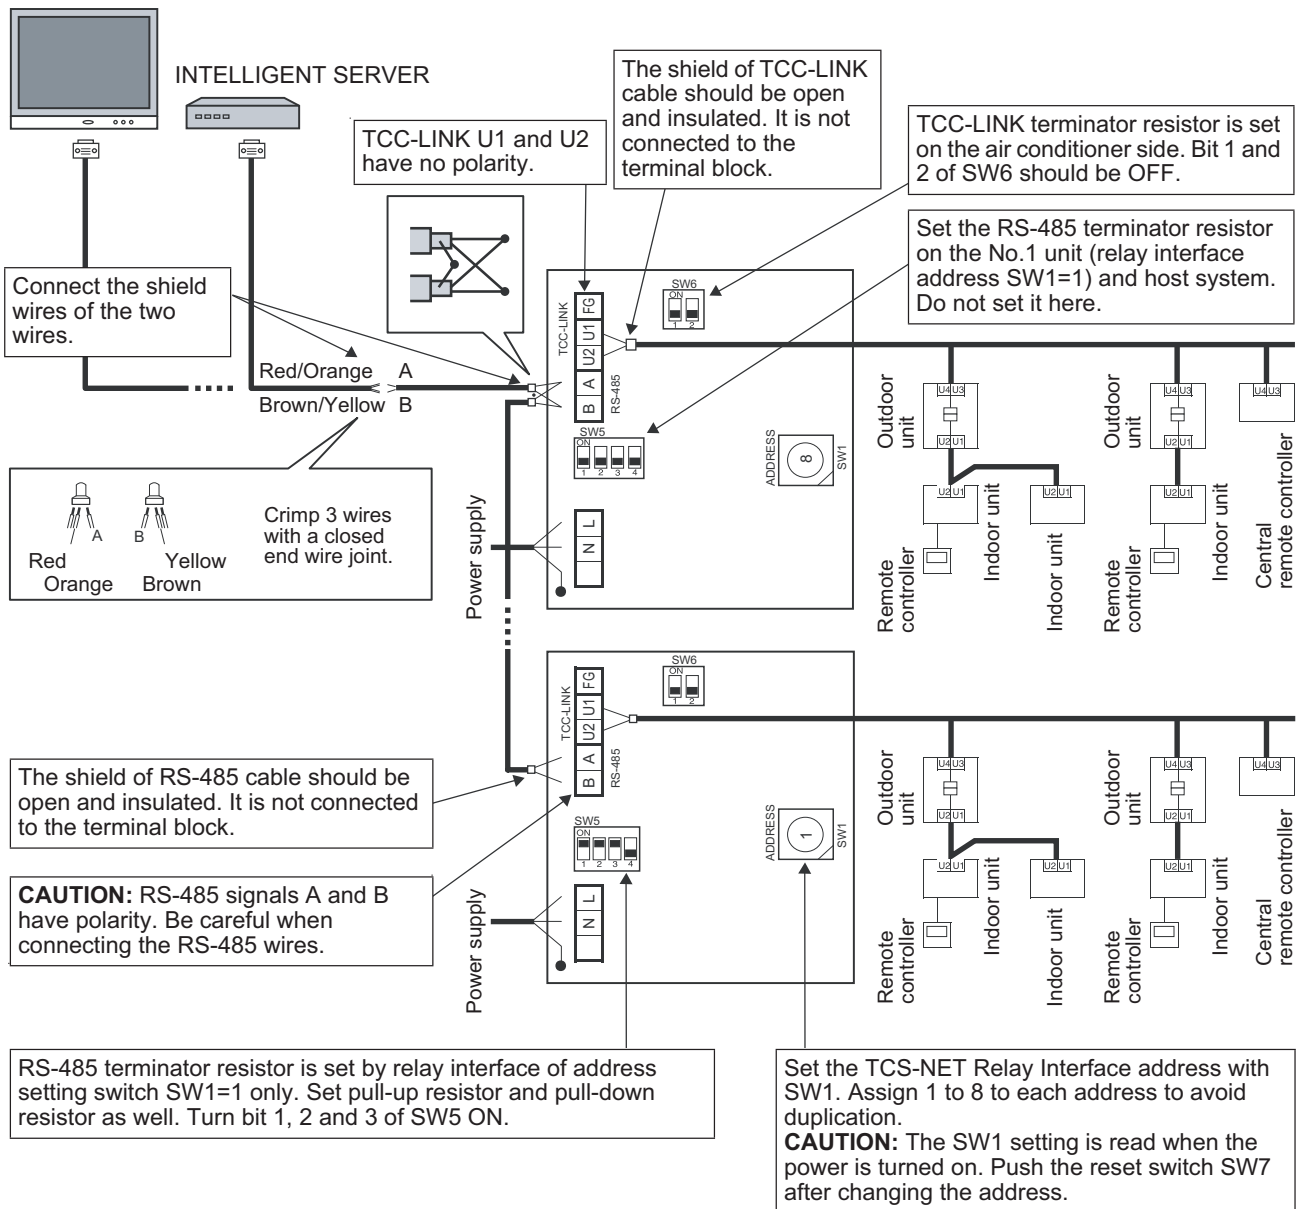 INTELLIGENT SERVER
TCC-LINK U1 and U2
have no polarity.
The shield of TCC-LINK
cable should be open
and insulated. It is not
connected to the
terminal block.
TCC-LINK terminator resistor is set
on the air conditioner side. Bit 1 and
2 of SW6 should be OFF.
Set the RS-485 terminator resistor
on the No.1 unit (relay interface
address SW1=1) and host system.
Do not set it here.
Connect the shield
wires of the two
wires.
Red/Orange A
Brown/Yellow B
A
B
Red
Orange
Yellow
Brown
Crimp 3 wires
with a closed
end wire joint.
Power supply
TCC-LINK
FG
U1
U2
A
B
RS-485
SW6
ON
1 2
SW5
ON
1 2 3 4
ADDRESS
8
SW1
L
N
U4 U3
Outdoor
unit
U2 U1
U2 U1
Indoor unit
Remote
controller
U2 U1
Indoor unit
U4 U3
Outdoor
unit
U2 U1
U2 U1
Indoor unit
Remote
controller
U4 U3
Central
remote controller
The shield of RS-485 cable should be
open and insulated. It is not connected
to the terminal block.
CAUTION: RS-485 signals A and B
have polarity. Be careful when
connecting the RS-485 wires.
Power supply
TCC-LINK
FG
U1
U2
A
B
RS-485
SW6
ON
1 2
SW5
ON
1 2 3 4
ADDRESS
1
SW1
L
N
U4 U3
Outdoor
unit
U2 U1
U2 U1
Indoor unit
Remote
controller
U2 U1
Indoor unit
U4 U3
Outdoor
unit
U2 U1
U2 U1
Indoor unit
Remote
controller
U4 U3
Central
remote controller
RS-485 terminator resistor is set by relay interface of address
setting switch SW1=1 only. Set pull-up resistor and pull-down
resistor as well. Turn bit 1, 2 and 3 of SW5 ON.
Set the TCS-NET Relay Interface address with
SW1. Assign 1 to 8 to each address to avoid
duplication.
CAUTION: The SW1 setting is read when the
power is turned on. Push the reset switch SW7
after changing the address.